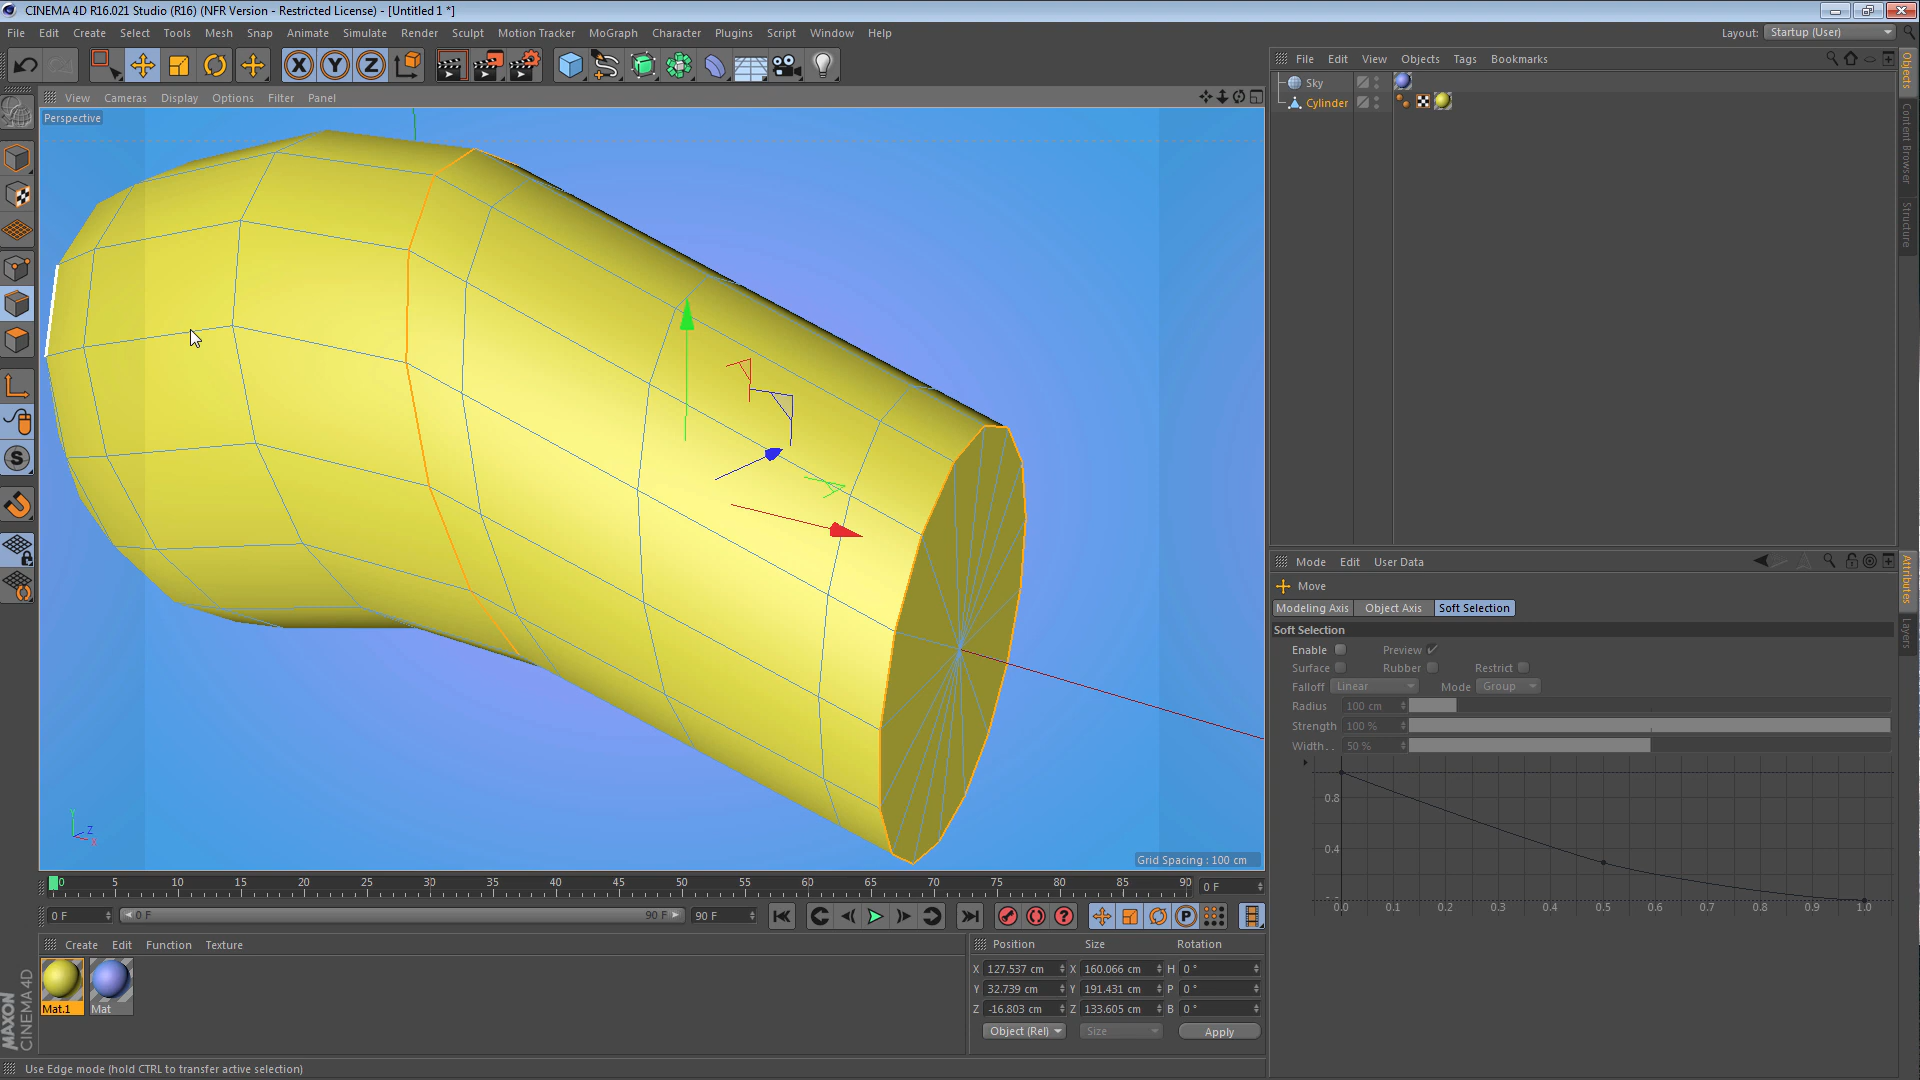 CINEMA 4D R16.021 Studio (R16) (NFR Version - Restricted License) - [Untitled 1 *]
File Edit Create Select Tools Mesh Snap Animate Simulate Render Sculpt Motion Tracker MoGraph Character Plugins Script Window Help
Layout: Startup (User)
X Y Z
File Edit View Objects Tags Bookmarks
Sky
Cylinder
View Cameras Display Options Filter Panel
Perspective
Objects
Content Browser
Structure
Mode Edit User Data
Move
Modeling Axis Object Axis Soft Selection
Soft Selection
Enable Preview
Surface Rubber Restrict
Falloff Linear Mode Group
Radius 100 cm
Strength 100 %
Width . . 50 %
0.8
0.4
0.0 0.1 0.2 0.3 0.4 0.5 0.6 0.7 0.8 0.9 1.0
Attributes
Layers
Y
Z
X
Grid Spacing : 100 cm
0 5 10 15 20 25 30 35 40 45 50 55 60 65 70 75 80 85 90 0 F
0 F 0 F 90 F 90 F
P
Create Edit Function Texture
Mat.1 Mat
Position Size Rotation
X 127.537 cm X 160.066 cm H 0 °
Y 32.739 cm Y 191.431 cm P 0 °
Z -16.803 cm Z 133.605 cm B 0 °
Object (Rel) Size Apply
MAXON
CINEMA 4D
Use Edge mode (hold CTRL to transfer active selection)